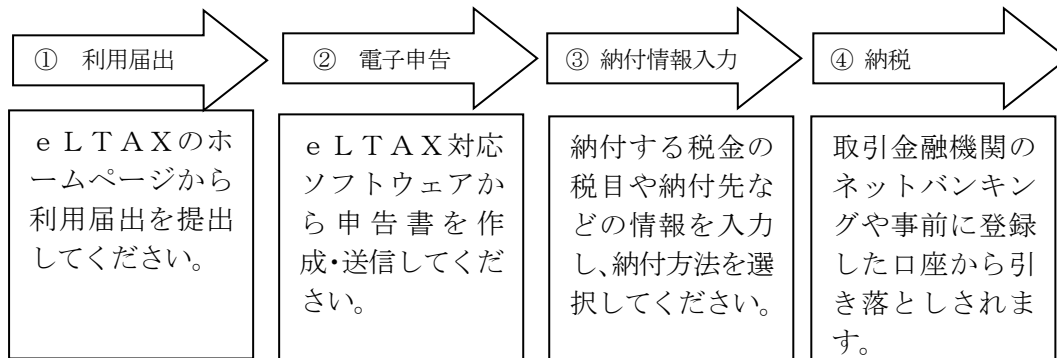 ① 利用届出
② 電子申告
③ 納付情報入力
④ 納税
ｅＬＴＡＸのホ
ームページから
利用届出を提出
してください。
ｅＬＴＡＸ対応
ソフトウェアか
ら申告書を作
成・送信してくだ
さい。
納付する税金の
税目や納付先な
どの情報を入力
し、納付方法を選
択してください。
取引金融機関の
ネットバンキン
グや事前に登録
した口座から引
き落としされま
す。